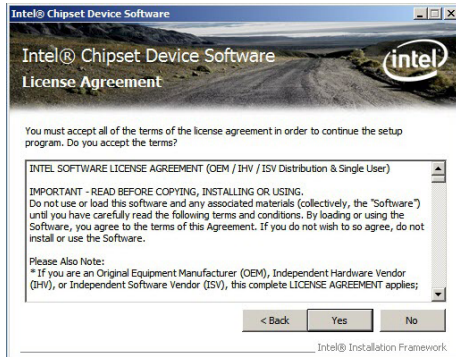 Intel® Chipset Device Software
Intel® Chipset Device Software
intel
License Agreement
You must accept all of the terms of the license agreement in order to continue the setup
program. Do you accept the terms?
INTEL SOFTWARE LICENSE AGREEMENT (OEM / IHV / ISV Distribution & Single User)
IMPORTANT - READ BEFORE COPYING, INSTALLING OR USING.
Do not use or load this software and any associated materials (collectively, the "Software")
until you have carefully read the following terms and conditions. By loading or using the
Software, you agree to the terms of this Agreement. If you do not wish to so agree, do not
install or use the Software.
Please Also Note:
* If you are an Original Equipment Manufacturer (OEM), Independent Hardware Vendor
(IHV), or Independent Software Vendor (ISV), this complete LICENSE AGREEMENT applies;
< Back Yes No
Intel® Installation Framework